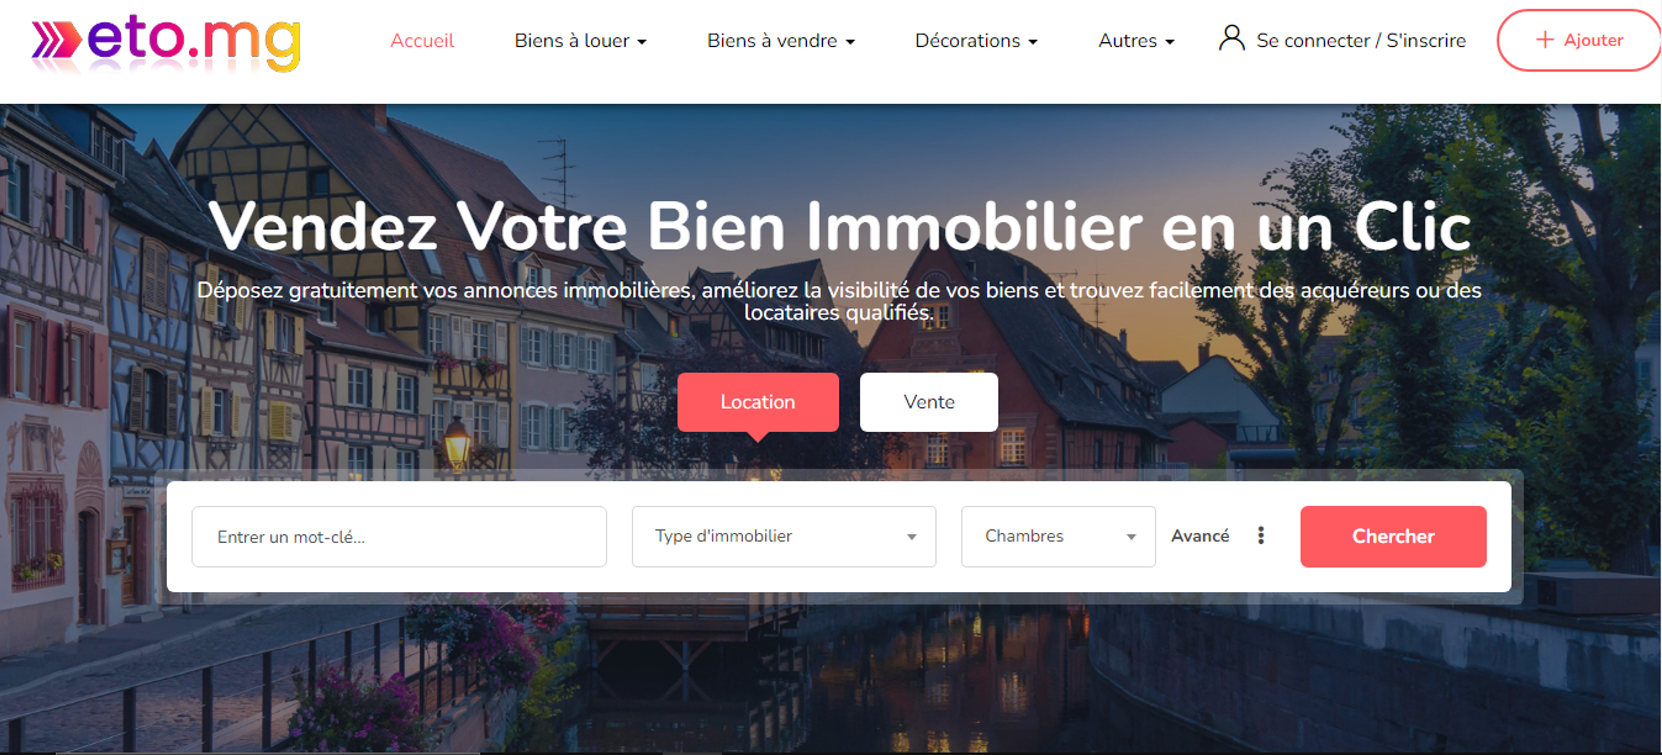 eto.mg
Accueil
Biens à louer
Biens à vendre
Décorations
Autres
Se connecter / S'inscrire
+ Ajouter
Vendez Votre Bien Immobilier en un Clic
Déposez gratuitement vos annonces immobilières, améliorez la visibilité de vos biens et trouvez facilement des acquéreurs ou des
locataires qualifiés.
Location
Vente
Entrer un mot-clé...
Type d'immobilier
Chambres
Avancé
Chercher